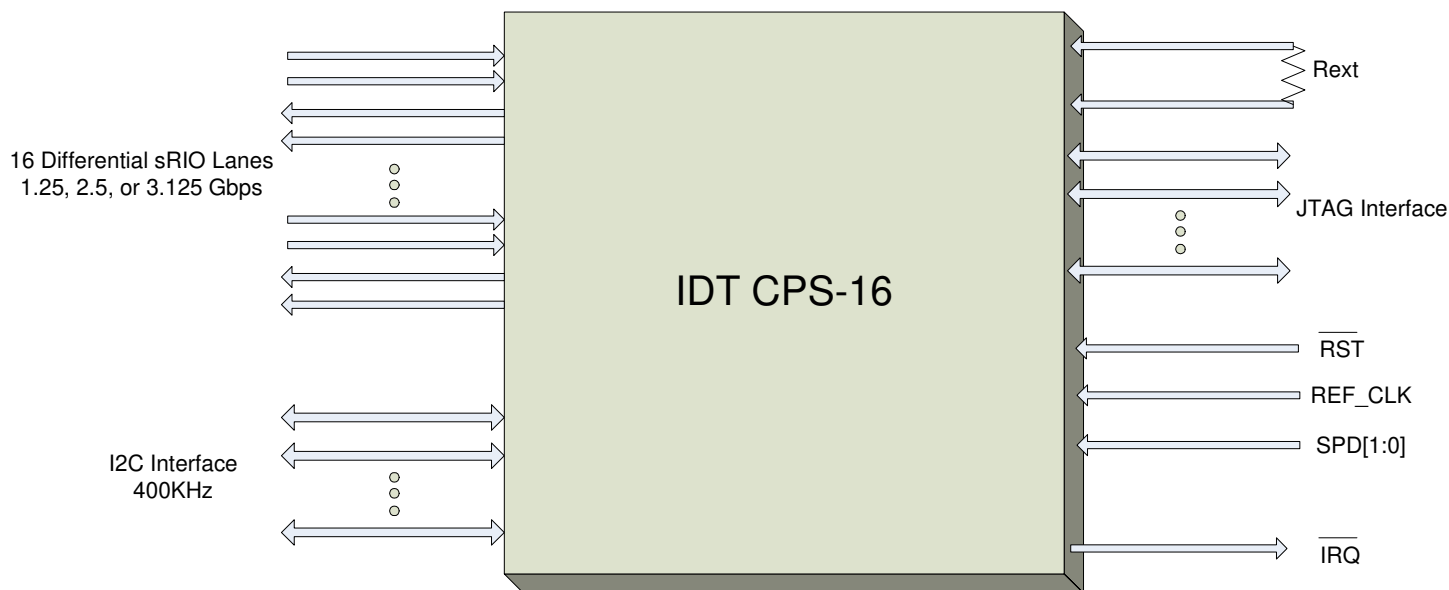 16 Differential sRIO Lanes
1.25, 2.5, or 3.125 Gbps
I2C Interface
400KHz
IDT CPS-16
Rext
JTAG Interface
RST
REF_CLK
SPD[1:0]
IRQ